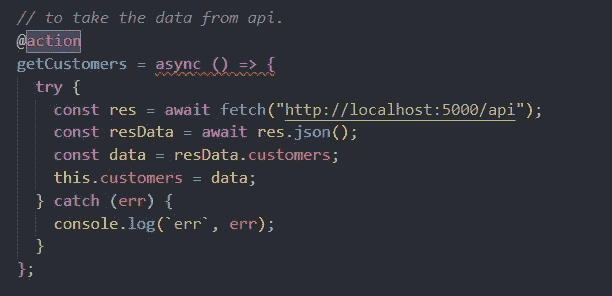 // to take the data from api.
@action
getCustomers = async () => {
try {
const res = await fetch("http://localhost:5000/api");
const resData = await res.json();
const data = resData.customers;
this.customers = data;
} catch (err) {
console.log(`err`, err);
}
};